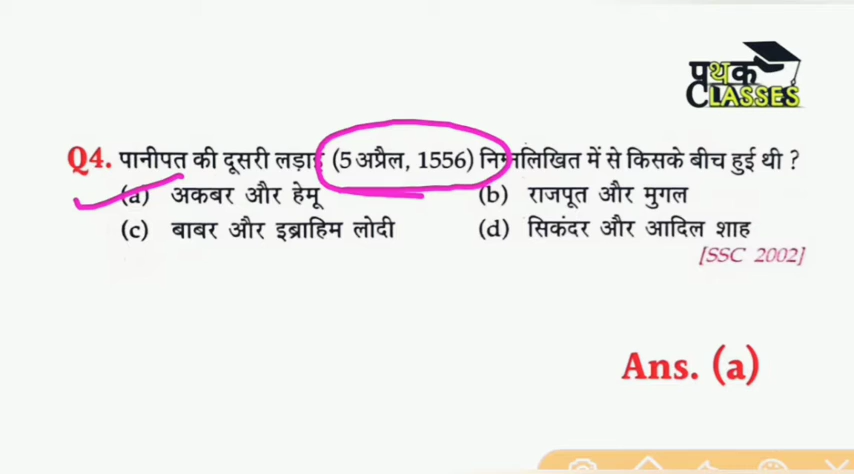 पथक
CLASSES
Q4. पानीपत की दूसरी लड़ाई (5 अप्रैल, 1556) निम्नलिखित में से किसके बीच हुई थी ?
(a) अकबर और हेमू (b) राजपूत और मुगल
(c) बाबर और इब्राहिम लोदी (d) सिकंदर और आदिल शाह
[SSC 2002]
Ans. (a)